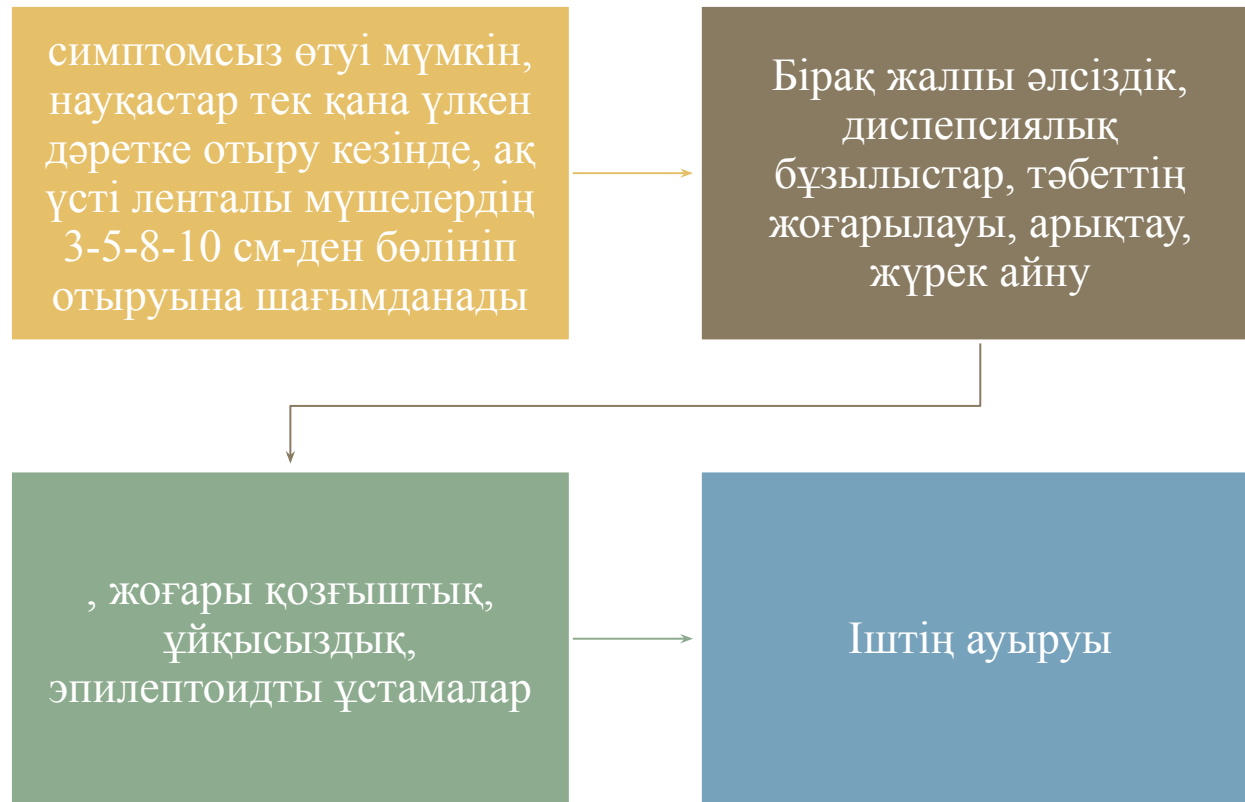 симптомсыз өтуі мүмкін,
науқастар тек қана үлкен
дәретке отыру кезінде, ақ
үсті ленталы мүшелердің
3-5-8-10 см-ден бөлініп
отыруына шағымданады
Бірақ жалпы әлсіздік,
диспепсиялық
бұзылыстар, тәбеттің
жоғарылауы, арықтау,
жүрек айну
, жоғары қозғыштық,
ұйқысыздық,
эпилептоидты ұстамалар
Іштің ауыруы